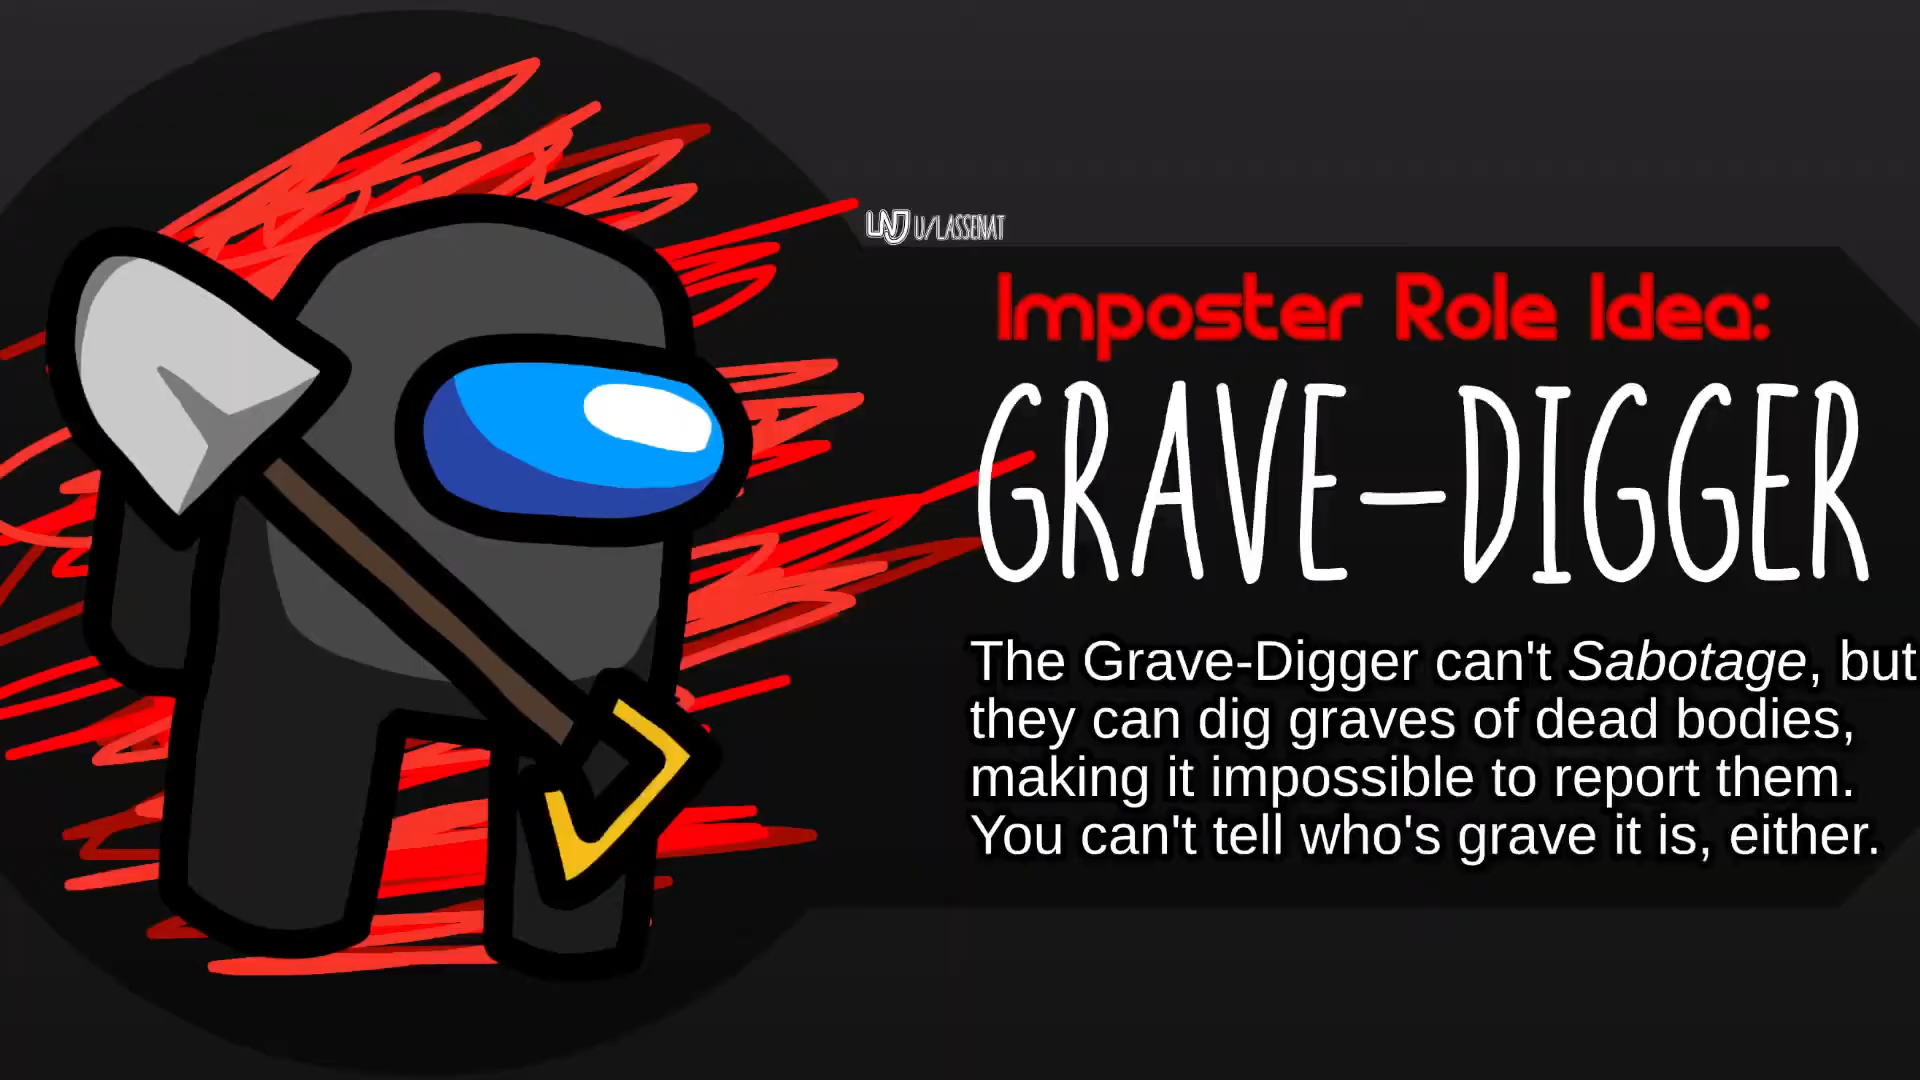 LNJ U/LASSENAT
Imposter Role Idea:
GRAVE-DIGGER
The Grave-Digger can't Sabotage, but
they can dig graves of dead bodies,
making it impossible to report them.
You can't tell who's grave it is, either.